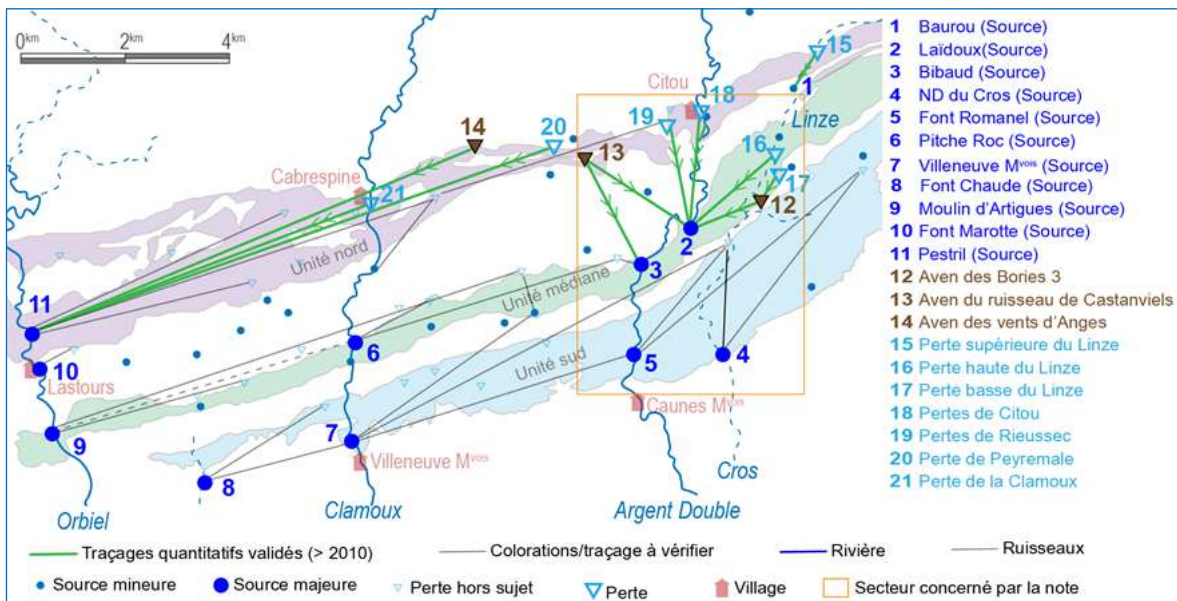 0km 2km 4km
15
1
Citou
18
19
Linze
14
20
13
16
17
12
Cabrespine
21
2
3
Unité nord
Unité médiane
11
10
Lastours
6
Unité sud
5
4
Caunes Mvois
9
7
Villeneuve Mvois
8
Cros
Orbiel
Clamoux
Argent Double
1 Baurou (Source)
2 Laïdoux(Source)
3 Bibaud (Source)
4 ND du Cros (Source)
5 Font Romanel (Source)
6 Pitche Roc (Source)
7 Villeneuve Mvois (Source)
8 Font Chaude (Source)
9 Moulin d'Artigues (Source)
10 Font Marotte (Source)
11 Pestril (Source)
12 Aven des Bories 3
13 Aven du ruisseau de Castanviels
14 Aven des vents d'Anges
15 Perte supérieure du Linze
16 Perte haute du Linze
17 Perte basse du Linze
18 Pertes de Citou
19 Pertes de Rieussec
20 Perte de Peyremale
21 Perte de la Clamoux
Traçages quantitatifs validés (> 2010) Colorations/traçage à vérifier Rivière Ruisseaux
Source mineure Source majeure Perte hors sujet Perte Village Secteur concerné par la note